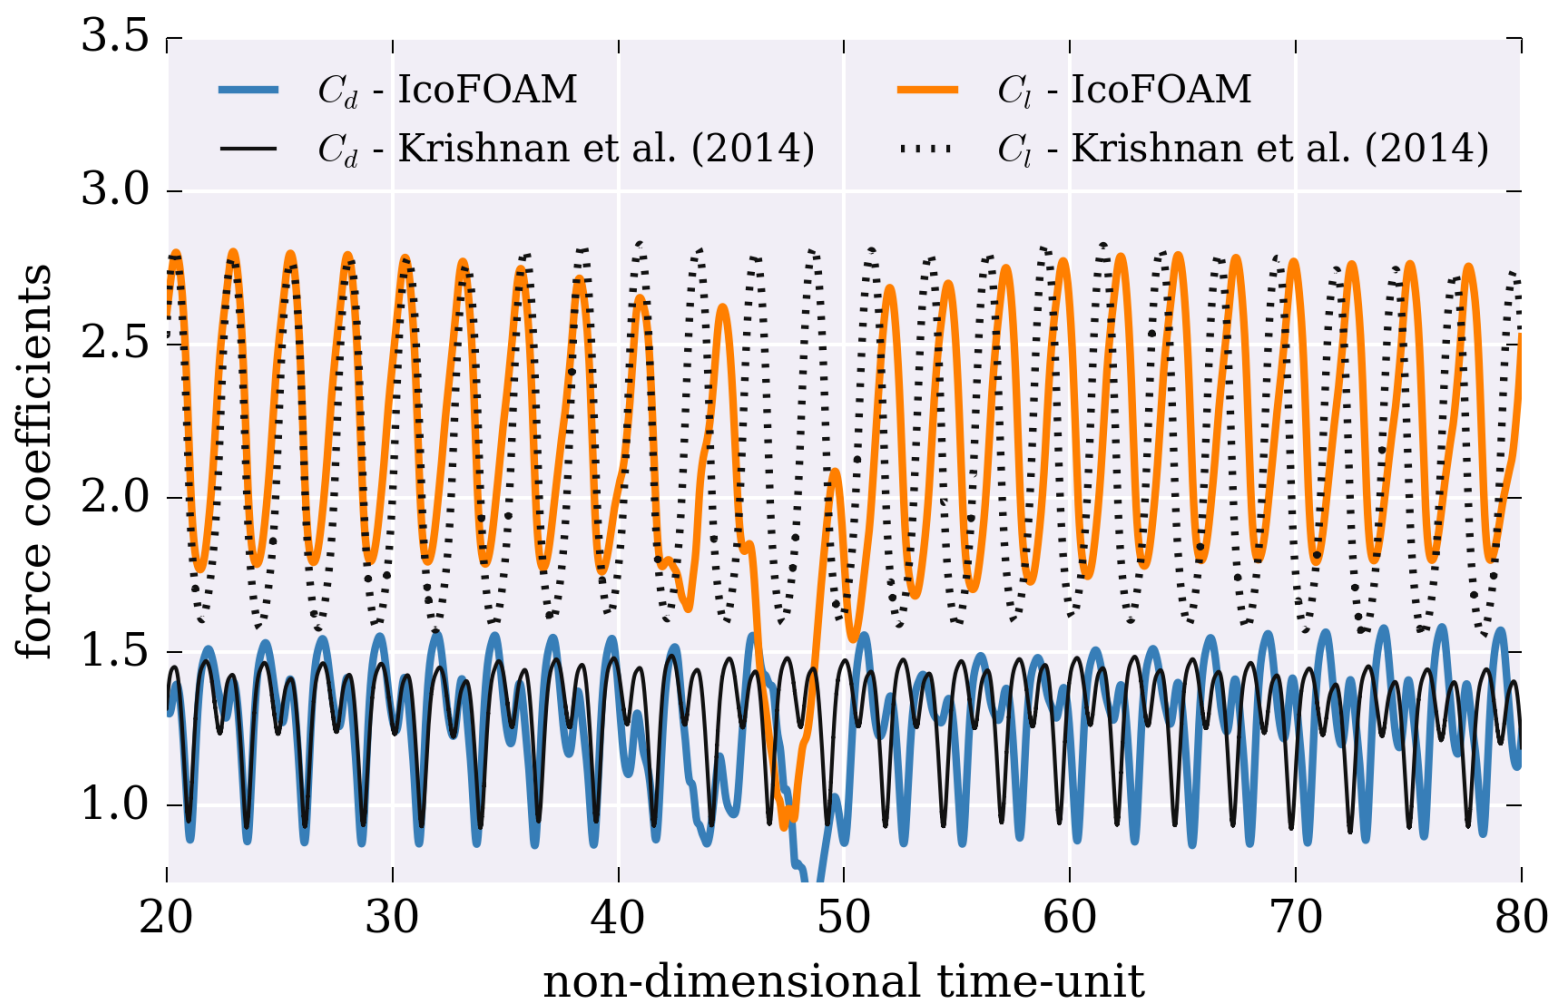 3.5
3.0
2.5
2.0
1.5
1.0
force coefficients
C_d - IcoFOAM
C_d - Krishnan et al. (2014)
C_l - IcoFOAM
C_l - Krishnan et al. (2014)
20 30 40 50 60 70 80
non-dimensional time-unit